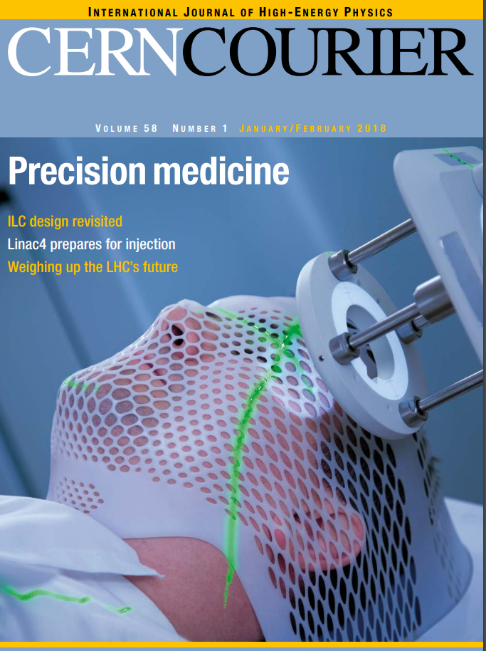 INTERNATIONAL JOURNAL OF HIGH-ENERGY PHYSICS
CERNCOURIER
VOLUME 58 NUMBER 1 JANUARY/FEBRUARY 2018
Precision medicine
ILC design revisited
Linac4 prepares for injection
Weighing up the LHC's future